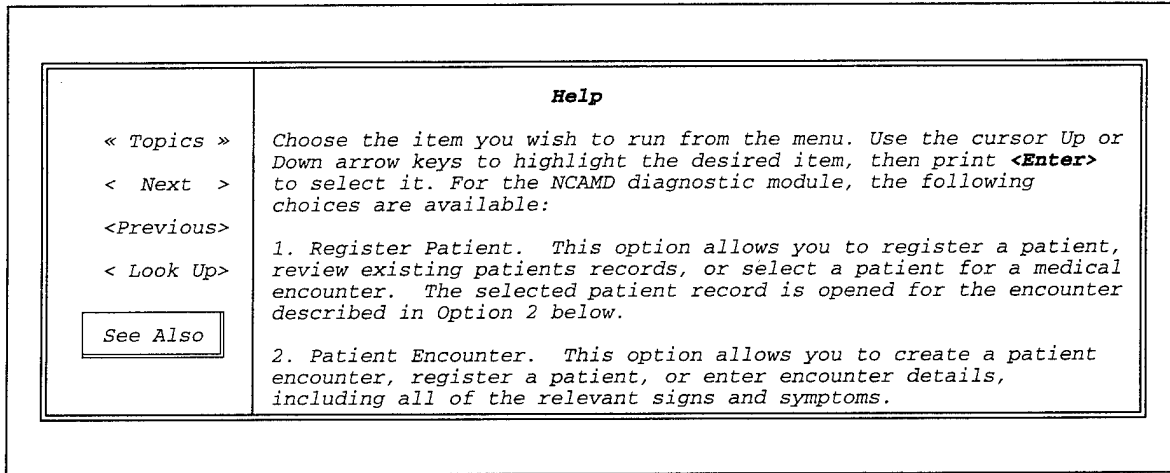 Help
« Topics »
< Next >
<Previous>
< Look Up>
See Also
Choose the item you wish to run from the menu. Use the cursor Up or
Down arrow keys to highlight the desired item, then print <Enter>
to select it. For the NCAMD diagnostic module, the following
choices are available:
1. Register Patient. This option allows you to register a patient,
review existing patients records, or select a patient for a medical
encounter. The selected patient record is opened for the encounter
described in Option 2 below.
2. Patient Encounter. This option allows you to create a patient
encounter, register a patient, or enter encounter details,
including all of the relevant signs and symptoms.